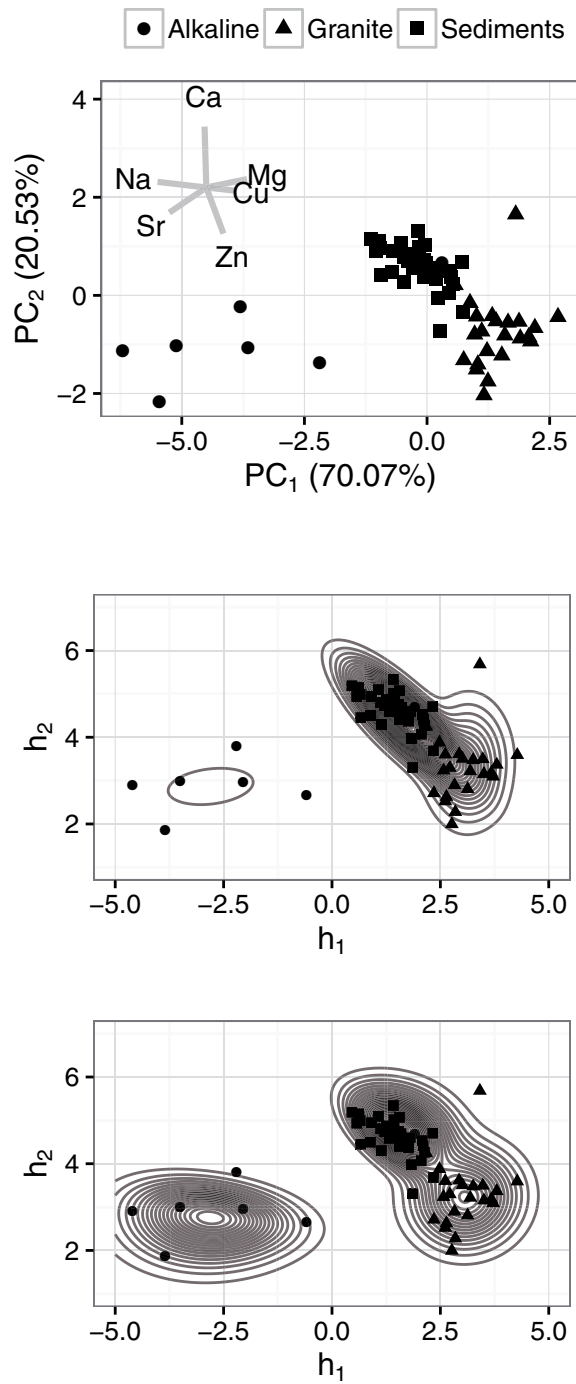 Alkaline Granite Sediments
4
2
0
−2
PC₂ (20.53%)
Ca
Na
Mg
Cu
Sr
Zn
−5.0 −2.5 0.0 2.5
PC₁ (70.07%)
6
4
2
h₂
−5.0 −2.5 0.0 2.5 5.0
h₁
6
4
2
h₂
−5.0 −2.5 0.0 2.5 5.0
h₁